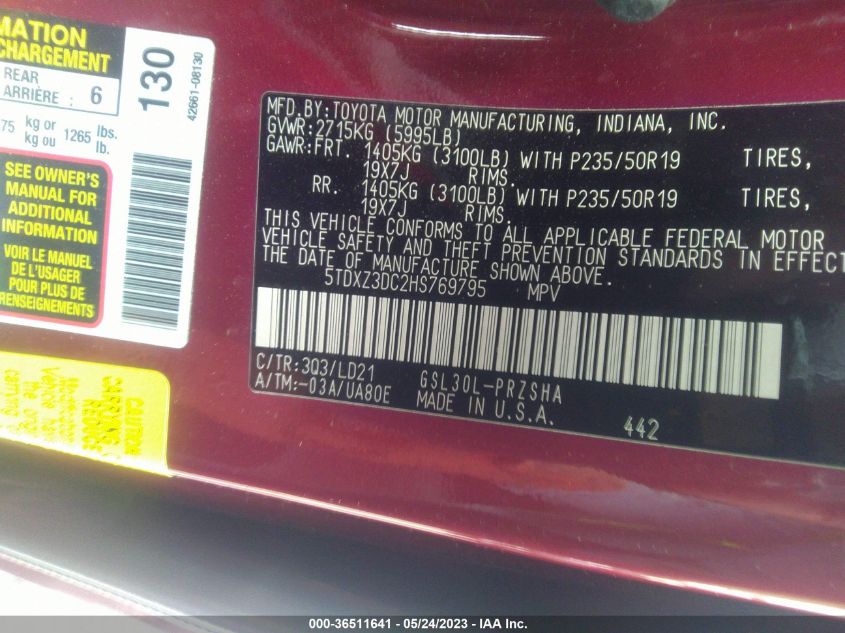 MATION
CHARGEMENT
REAR
ARRIÈRE : 6
75 kg or 1265 lbs.
kg ou lb.
SEE OWNER'S
MANUAL FOR
ADDITIONAL
INFORMATION
VOIR LE MANUEL
DE L'USAGER
POUR PLUS DE
RENSEIGNEMENTS
130
42661-08130
MFD. BY: TOYOTA MOTOR MANUFACTURING, INDIANA, INC.
GVWR: 2715KG (5995LB)
GAWR: FRT. 1405KG (3100LB) WITH P235/50R19 TIRES,
19X7J RIMS.
RR. 1405KG (3100LB) WITH P235/50R19 TIRES,
19X7J RIMS.
THIS VEHICLE CONFORMS TO ALL APPLICABLE FEDERAL MOTOR
VEHICLE SAFETY AND THEFT PREVENTION STANDARDS IN EFFECT
THE DATE OF MANUFACTURE SHOWN ABOVE.
5TDXZ3DC2HS769795 MPV
C/TR: 3Q3/LD21 GSL30L-PRZSHA
A/TM: -03A/UA80E MADE IN U.S.A.
442
CAUTION
CARRYING
REDUCE
000-36511641 - 05/24/2023 - IAA Inc.